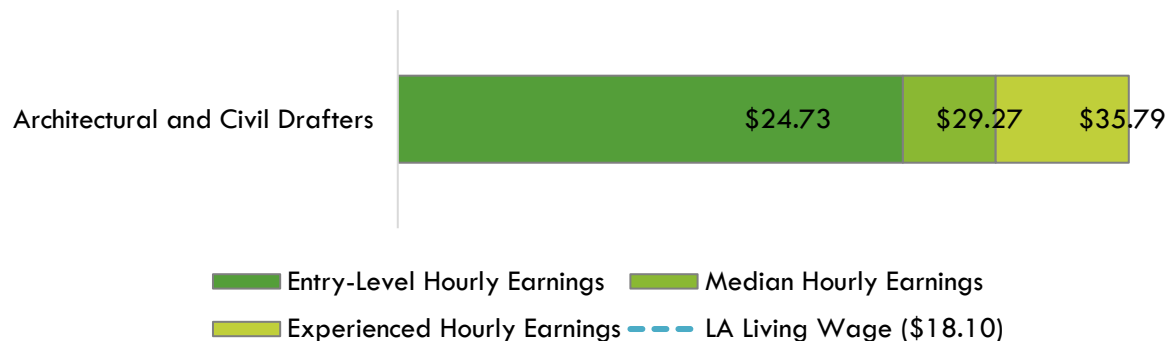 Architectural and Civil Drafters
$24.73
$29.27
$35.79
Entry-Level Hourly Earnings
Median Hourly Earnings
Experienced Hourly Earnings
LA Living Wage ($18.10)